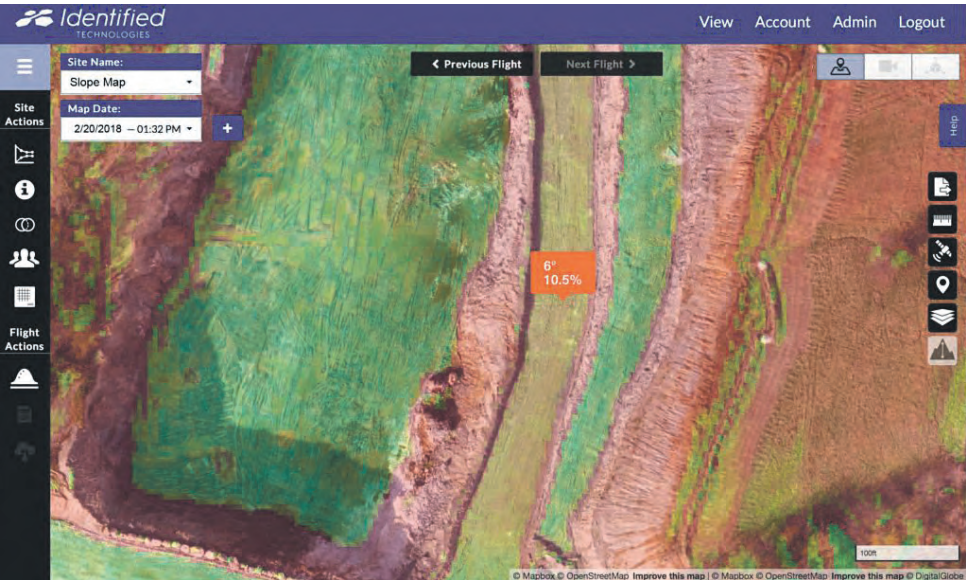 Identified
TECHNOLOGIES
View Account Admin Logout
Site Name:
Slope Map
Map Date:
2/20/2018 – 01:32 PM
+
Previous Flight
Next Flight
Help
Site
Actions
Flight
Actions
6°
10.5%
100ft
© Mapbox © OpenStreetMap Improve this map | © Mapbox © OpenStreetMap Improve this map © DigitalGlobe